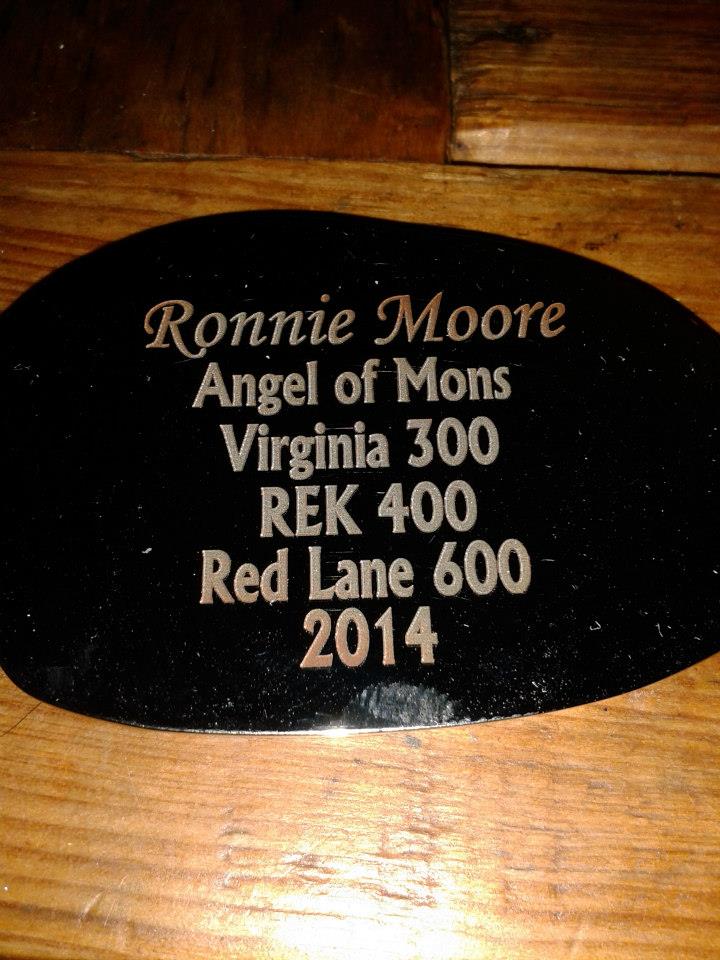 Ronnie Moore
Angel of Mons
Virginia 300
REK 400
Red Lane 600
2014